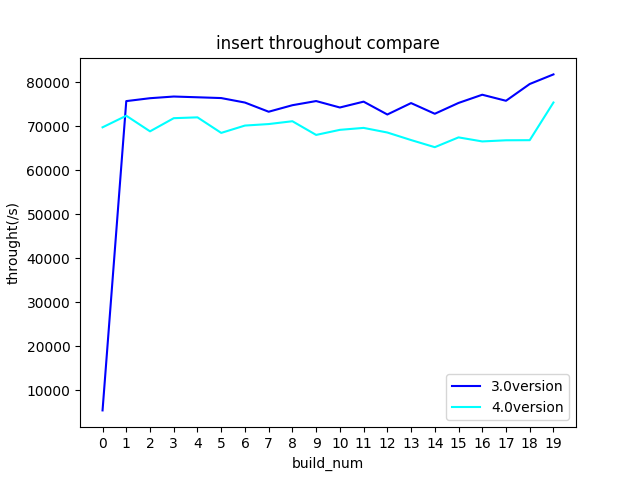 insert throughout compare
80000
70000
60000
50000
40000
30000
20000
10000
throught(/s)
3.0version
4.0version
0 1 2 3 4 5 6 7 8 9 10 11 12 13 14 15 16 17 18 19
build_num